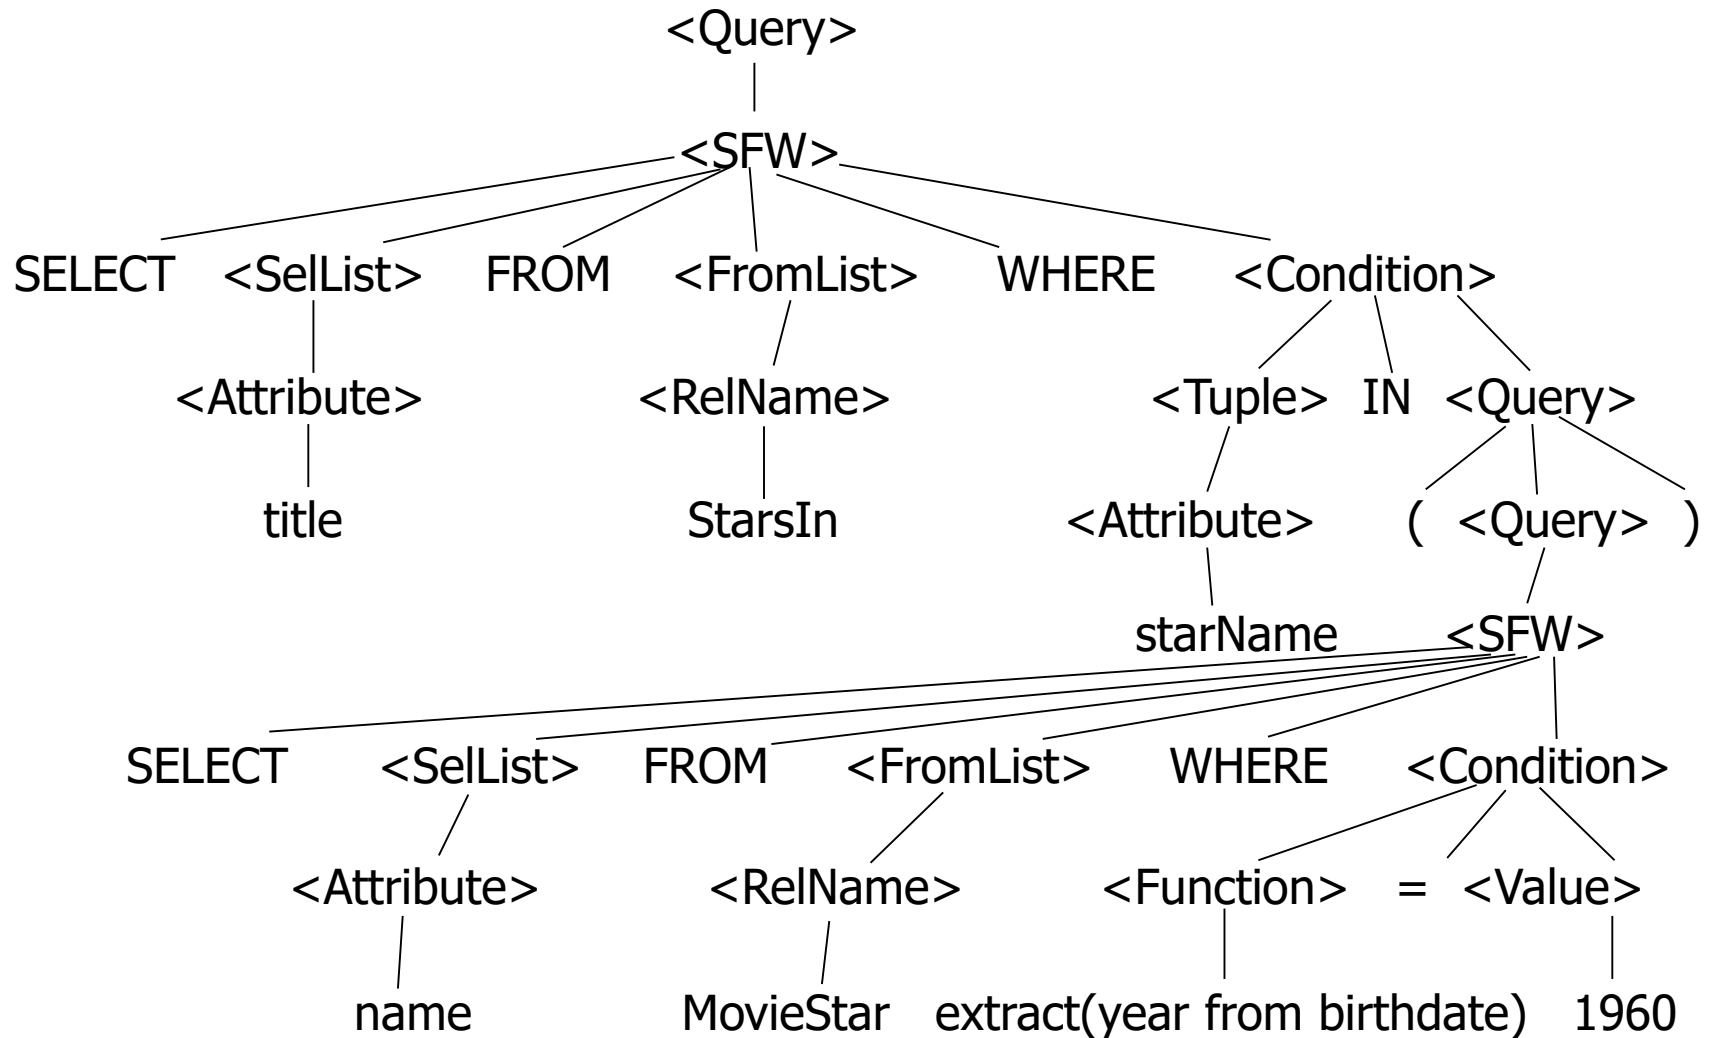 <Query>
<SFW>
SELECT <SelList> FROM <FromList> WHERE <Condition>
<Attribute> <RelName> <Tuple> IN <Query>
title StarsIn <Attribute> ( <Query> )
starName <SFW>
SELECT <SelList> FROM <FromList> WHERE <Condition>
<Attribute> <RelName> <Function> = <Value>
name MovieStar extract(year from birthdate) 1960